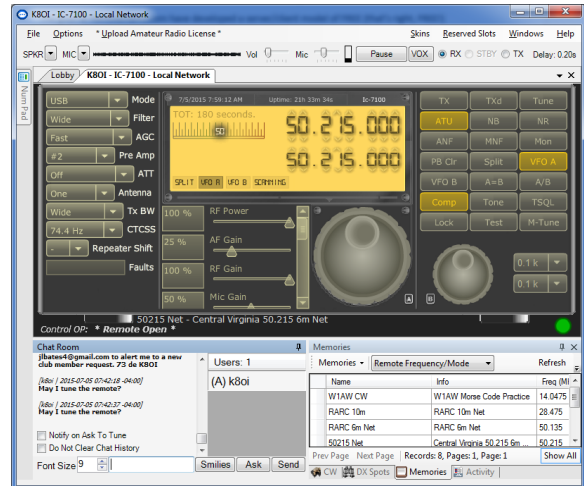 K8OI - IC-7100 - Local Network
File Options * Upload Amateur Radio License * Skins Reserved Slots Windows Help
SPKR MIC Vol Mic Pause VOX RX STBY TX Delay: 0.20s
Lobby K8OI - IC-7100 - Local Network
Num Pad
USB Mode
Wide Filter
Fast AGC
#2 Pre Amp
Off ATT
One Antenna
Wide Tx BW
74.4 Hz CTCSS
- Repeater Shift
Faults
7/5/2015 7:59:12 AM Uptime: 21h 33m 34s Ic-7100
TOT: 180 seconds.
50
50.215.000
50.215.000
SPLIT VFO A VFO B SCANNING
100 % RF Power
25 % AF Gain
100 % RF Gain
50 % Mic Gain
A B
TX TXd Tune
ATU NB NR
ANF MNF Mon
PB Clr Split VFO A
VFO B A=B A/B
Comp Tone TSQL
Lock Test M-Tune
0.1 k
0.1 k
50215 Net - Central Virginia 50.215 6m Net
Control OP: * Remote Open *
Chat Room
jlbates4@gmail.com to alert me to a new
club member request. 73 de K8OI
[k8oi | 2015-07-05 07:42:18 -04:00]
May I tune the remote?
[k8oi | 2015-07-05 07:42:37 -04:00]
May I tune the remote?
Notify on Ask To Tune
Do Not Clear Chat History
Font Size 9
Users: 1
(A) k8oi
Smilies Ask Send
Memories
Memories Remote Frequency/Mode Refresh
Name Info Freq (MI
W1AW CW W1AW Morse Code Practice 14.0475
RARC 10m RARC 10m Net 28.475
RARC 6m Net RARC 6m Net 50.135
50215 Net Central Virginia 50.215 6m ... 50.215
Prev Page Next Page Records: 8, Pages: 1, Page: 1 Show All
CW DX Spots Memories Activity